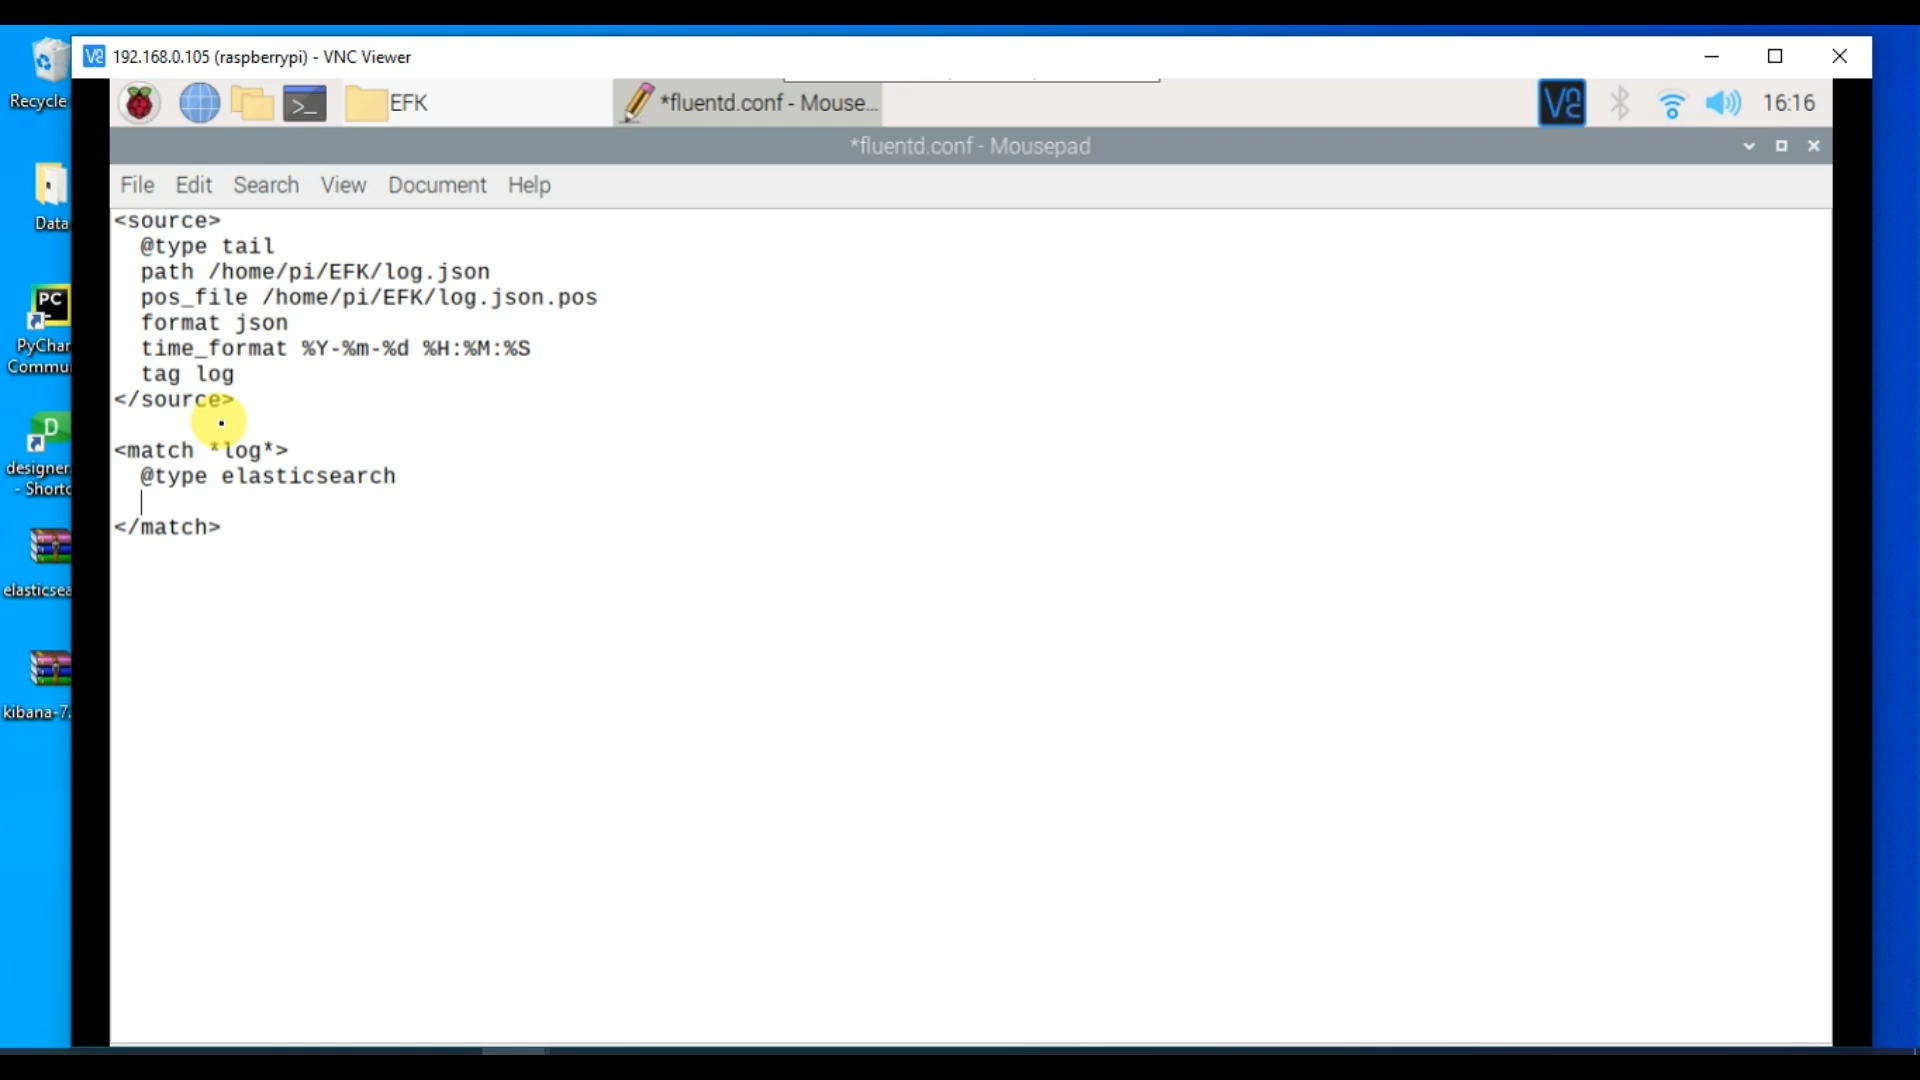 192.168.0.105 (raspberrypi) - VNC Viewer
Recycle
EFK
*fluentd.conf - Mouse...
16:16
*fluentd.conf - Mousepad
File Edit Search View Document Help
<source>
  @type tail
  path /home/pi/EFK/log.json
  pos_file /home/pi/EFK/log.json.pos
  format json
  time_format %Y-%m-%d %H:%M:%S
  tag log
</source>
<match *log*>
  @type elasticsearch
</match>
Data
PC
PyChar
Commu
D
designer.
- Shortc
elasticsea
kibana-7.